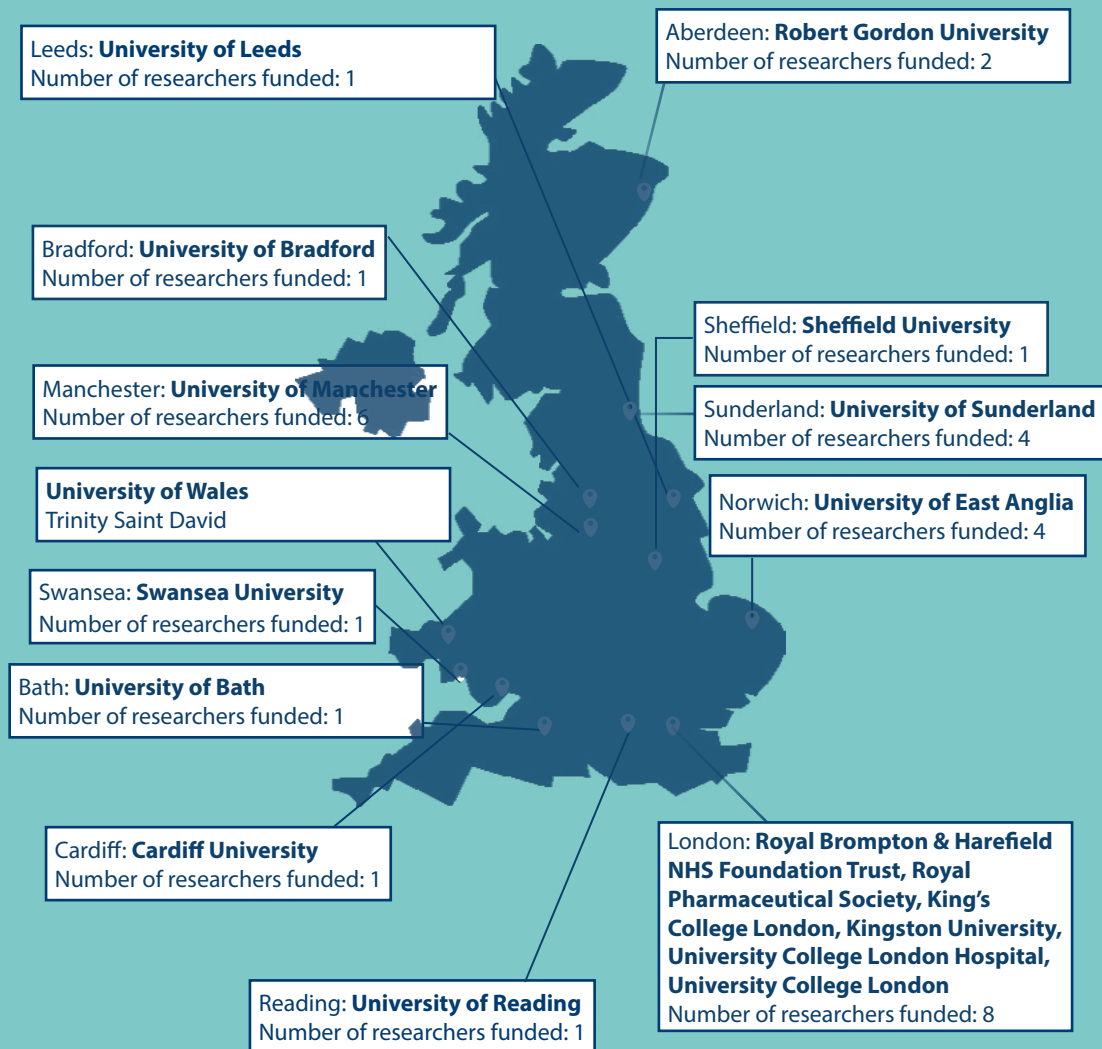 Leeds: University of Leeds
Number of researchers funded: 1
Aberdeen: Robert Gordon University
Number of researchers funded: 2
Bradford: University of Bradford
Number of researchers funded: 1
Sheffield: Sheffield University
Number of researchers funded: 1
Manchester: University of Manchester
Number of researchers funded: 6
Sunderland: University of Sunderland
Number of researchers funded: 4
University of Wales
Trinity Saint David
Norwich: University of East Anglia
Number of researchers funded: 4
Swansea: Swansea University
Number of researchers funded: 1
Bath: University of Bath
Number of researchers funded: 1
Cardiff: Cardiff University
Number of researchers funded: 1
London: Royal Brompton & Harefield
NHS Foundation Trust, Royal
Pharmaceutical Society, King's
College London, Kingston University,
University College London Hospital,
University College London
Number of researchers funded: 8
Reading: University of Reading
Number of researchers funded: 1